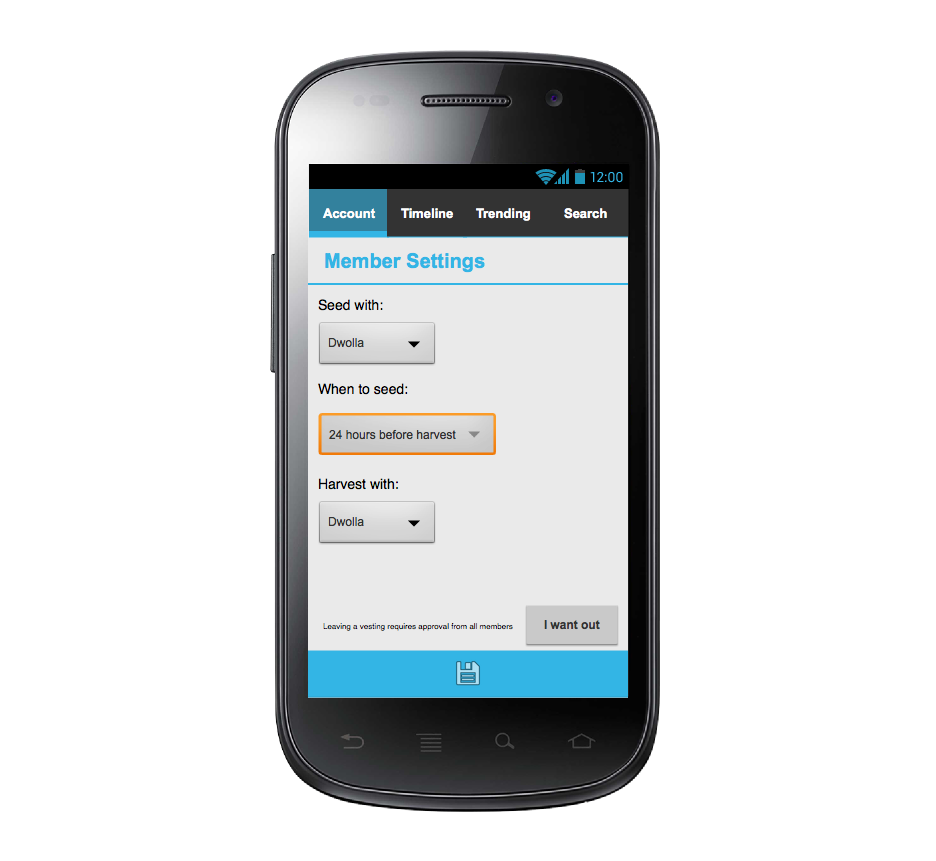 12:00
Account Timeline Trending Search
Member Settings
Seed with:
Dwolla
When to seed:
24 hours before harvest
Harvest with:
Dwolla
Leaving a vesting requires approval from all members
I want out